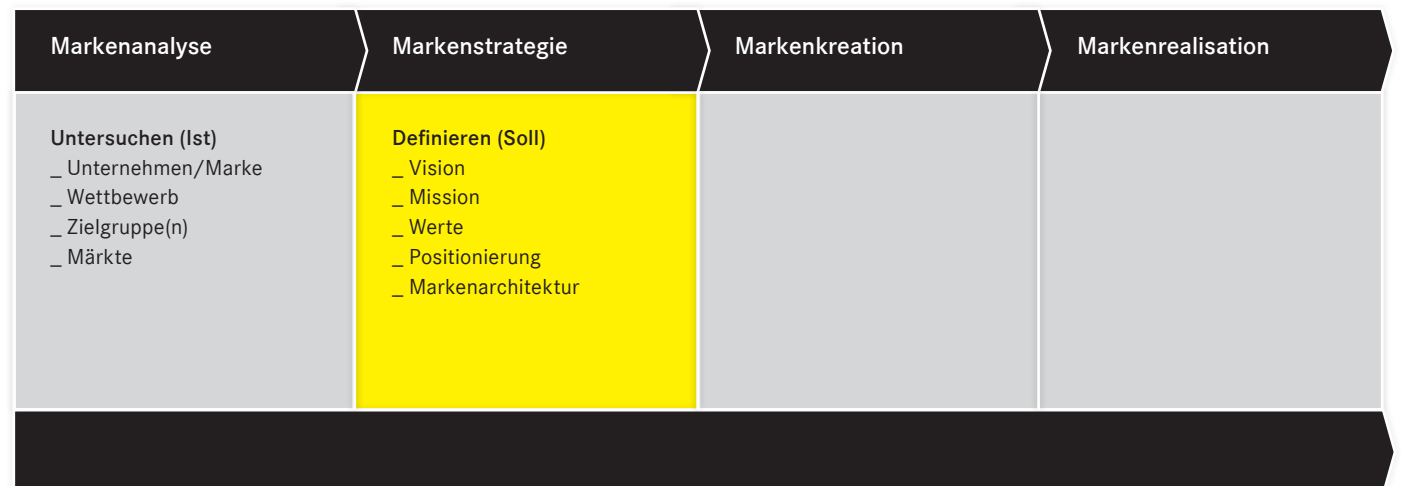 Markenanalyse
Markenstrategie
Markenkreation
Markenrealisation
Untersuchen (Ist)
_ Unternehmen/Marke
_ Wettbewerb
_ Zielgruppe(n)
_ Märkte
Definieren (Soll)
_ Vision
_ Mission
_ Werte
_ Positionierung
_ Markenarchitektur